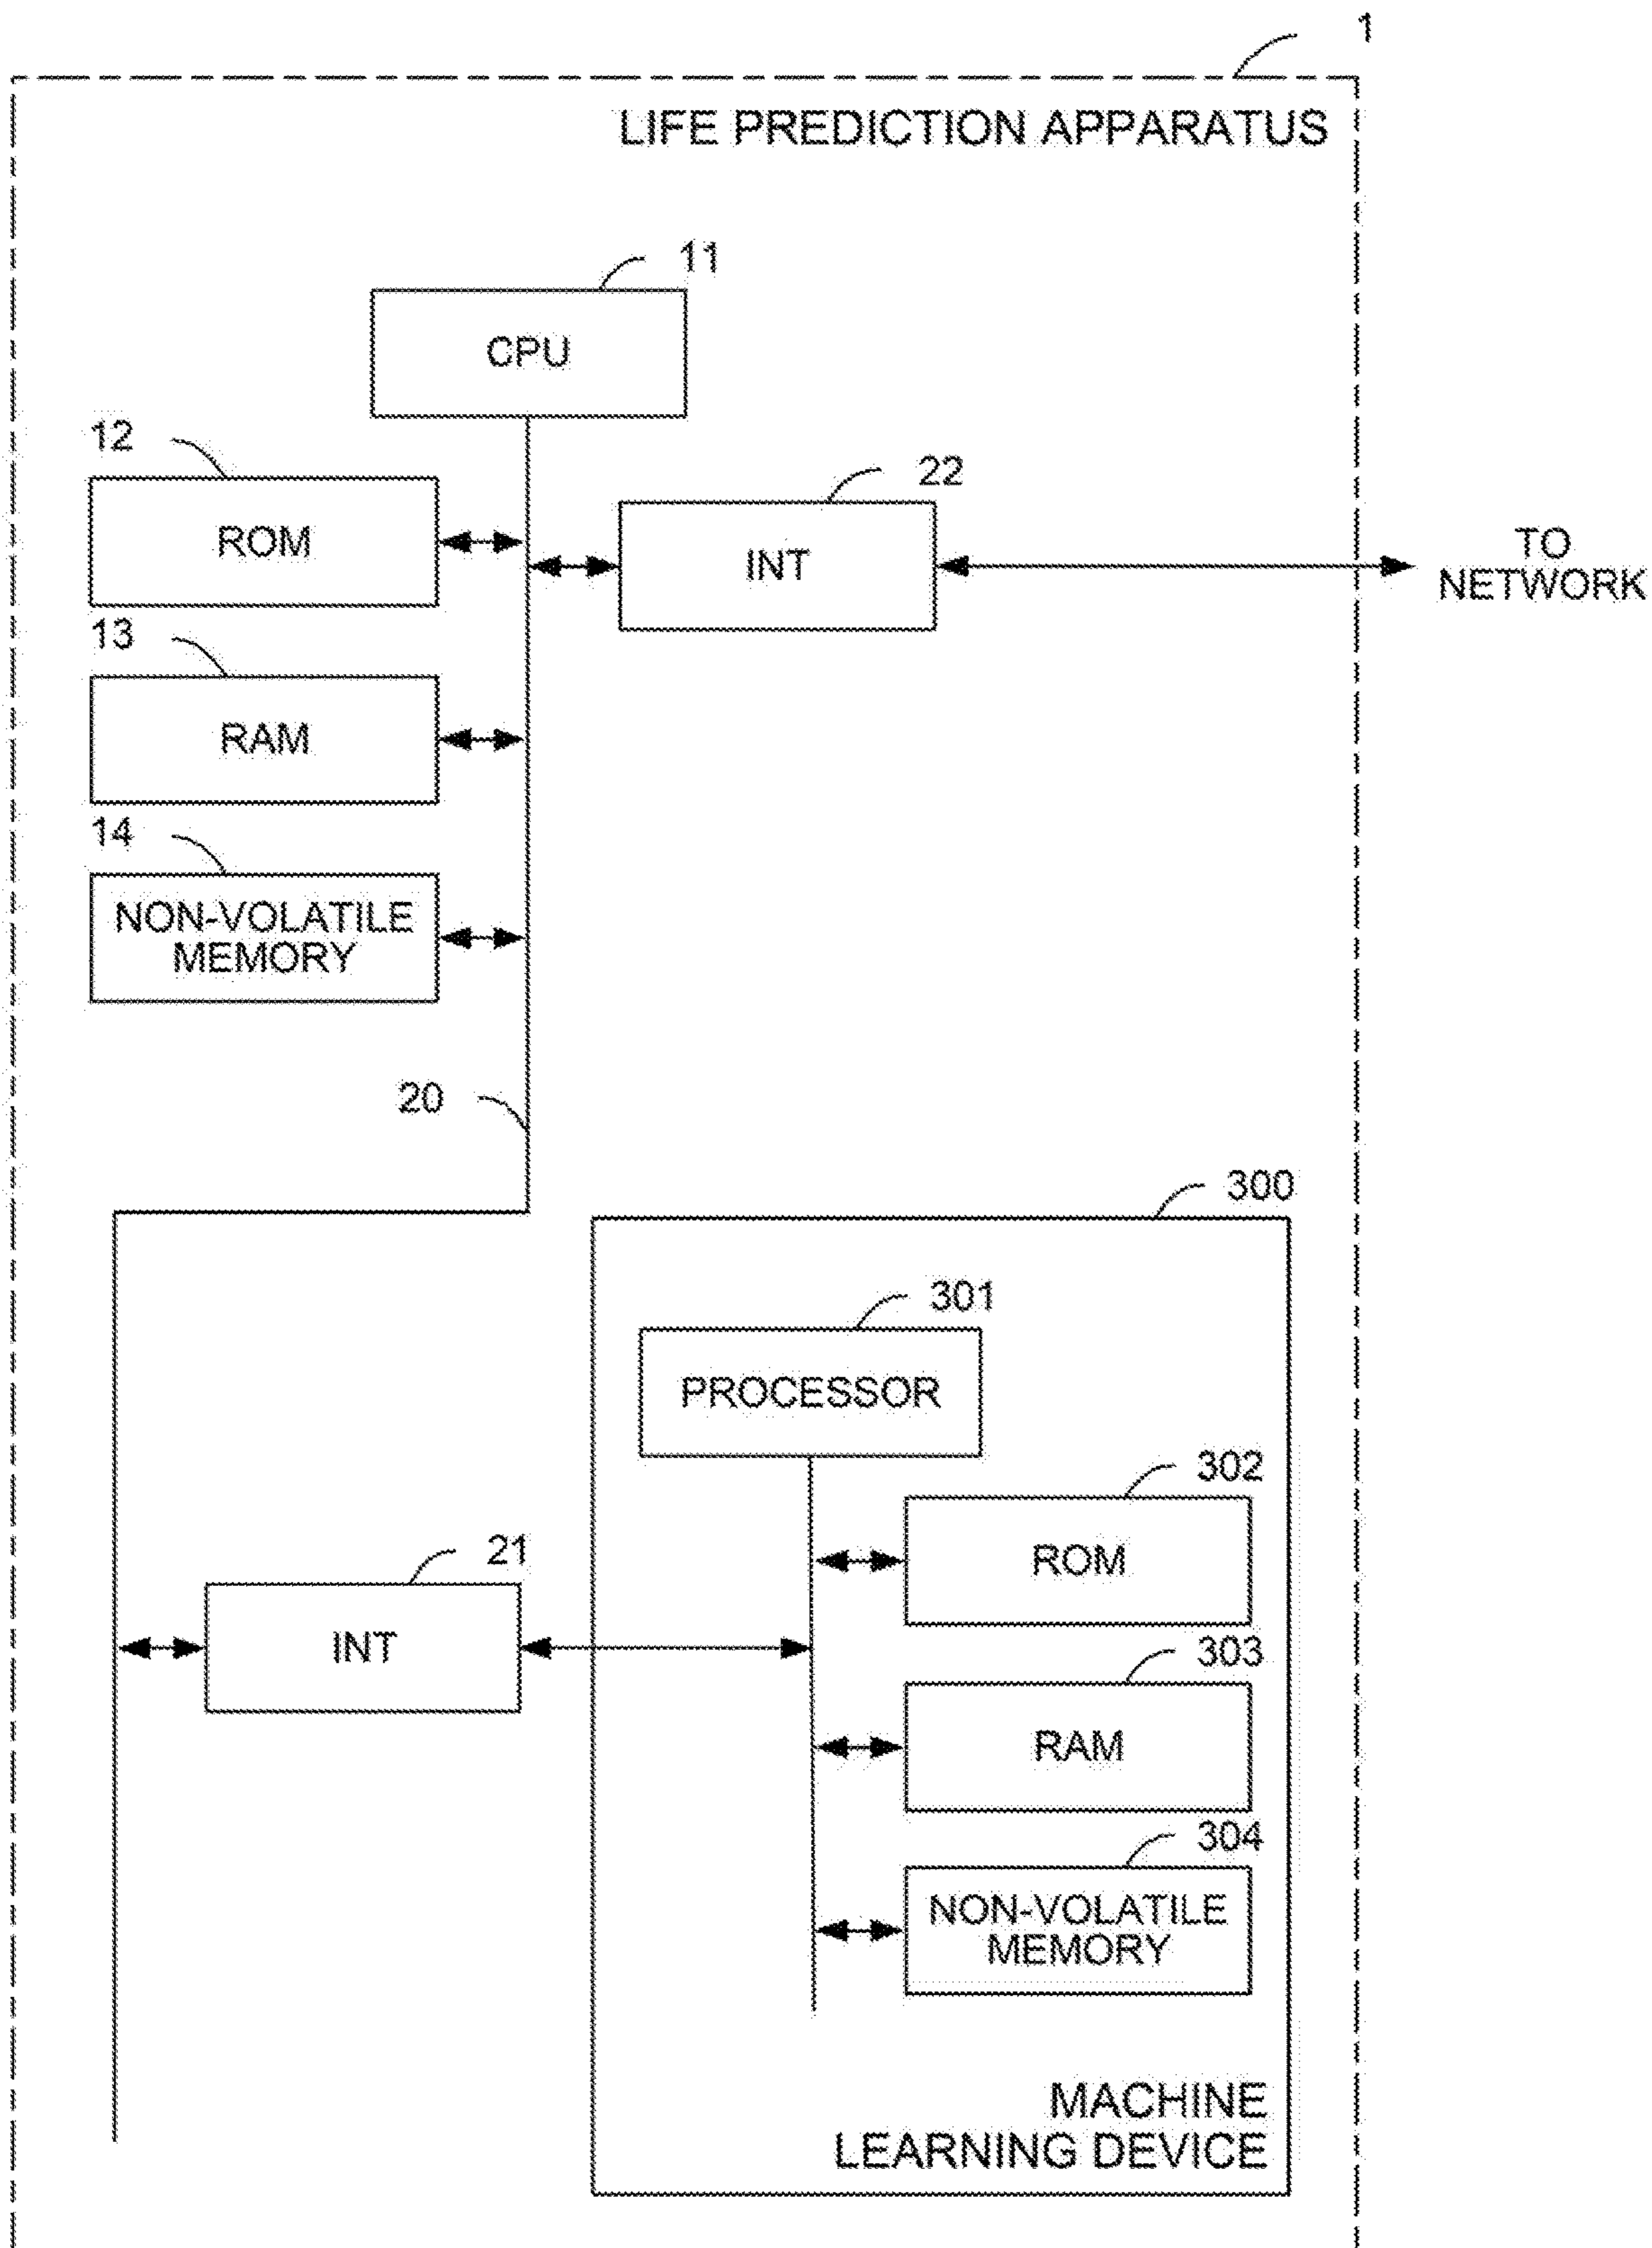 1
LIFE PREDICTION APPARATUS
11
CPU
12
ROM
22
INT
TO
NETWORK
13
RAM
14
NON-VOLATILE
MEMORY
20
300
301
PROCESSOR
302
ROM
21
INT
303
RAM
304
NON-VOLATILE
MEMORY
MACHINE
LEARNING DEVICE